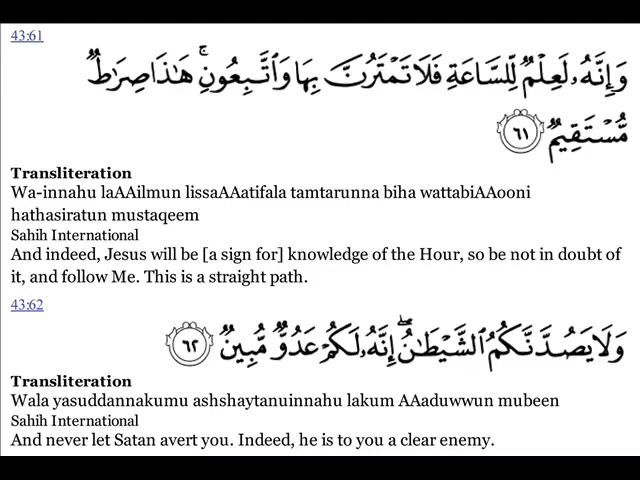 43:61
وَإِنَّهُۥ لَعِلْمٌ لِّلسَّاعَةِ فَلَا تَمْتَرُنَّ بِهَا وَٱتَّبِعُونِ ۚ هَـٰذَا صِرَٰطٌ
مُّسْتَقِيمٌ ٦١
Transliteration
Wa-innahu laAAilmun lissaAAatifala tamtarunna biha wattabiAAooni
hathasiratun mustaqeem
Sahih International
And indeed, Jesus will be [a sign for] knowledge of the Hour, so be not in doubt of
it, and follow Me. This is a straight path.
43:62
وَلَا يَصُدَّنَّكُمُ ٱلشَّيْطَـٰنُ ۖ إِنَّهُۥ لَكُمْ عَدُوٌّ مُّبِينٌ ٦٢
Transliteration
Wala yasuddannakumu ashshaytanuinnahu lakum AAaduwwun mubeen
Sahih International
And never let Satan avert you. Indeed, he is to you a clear enemy.